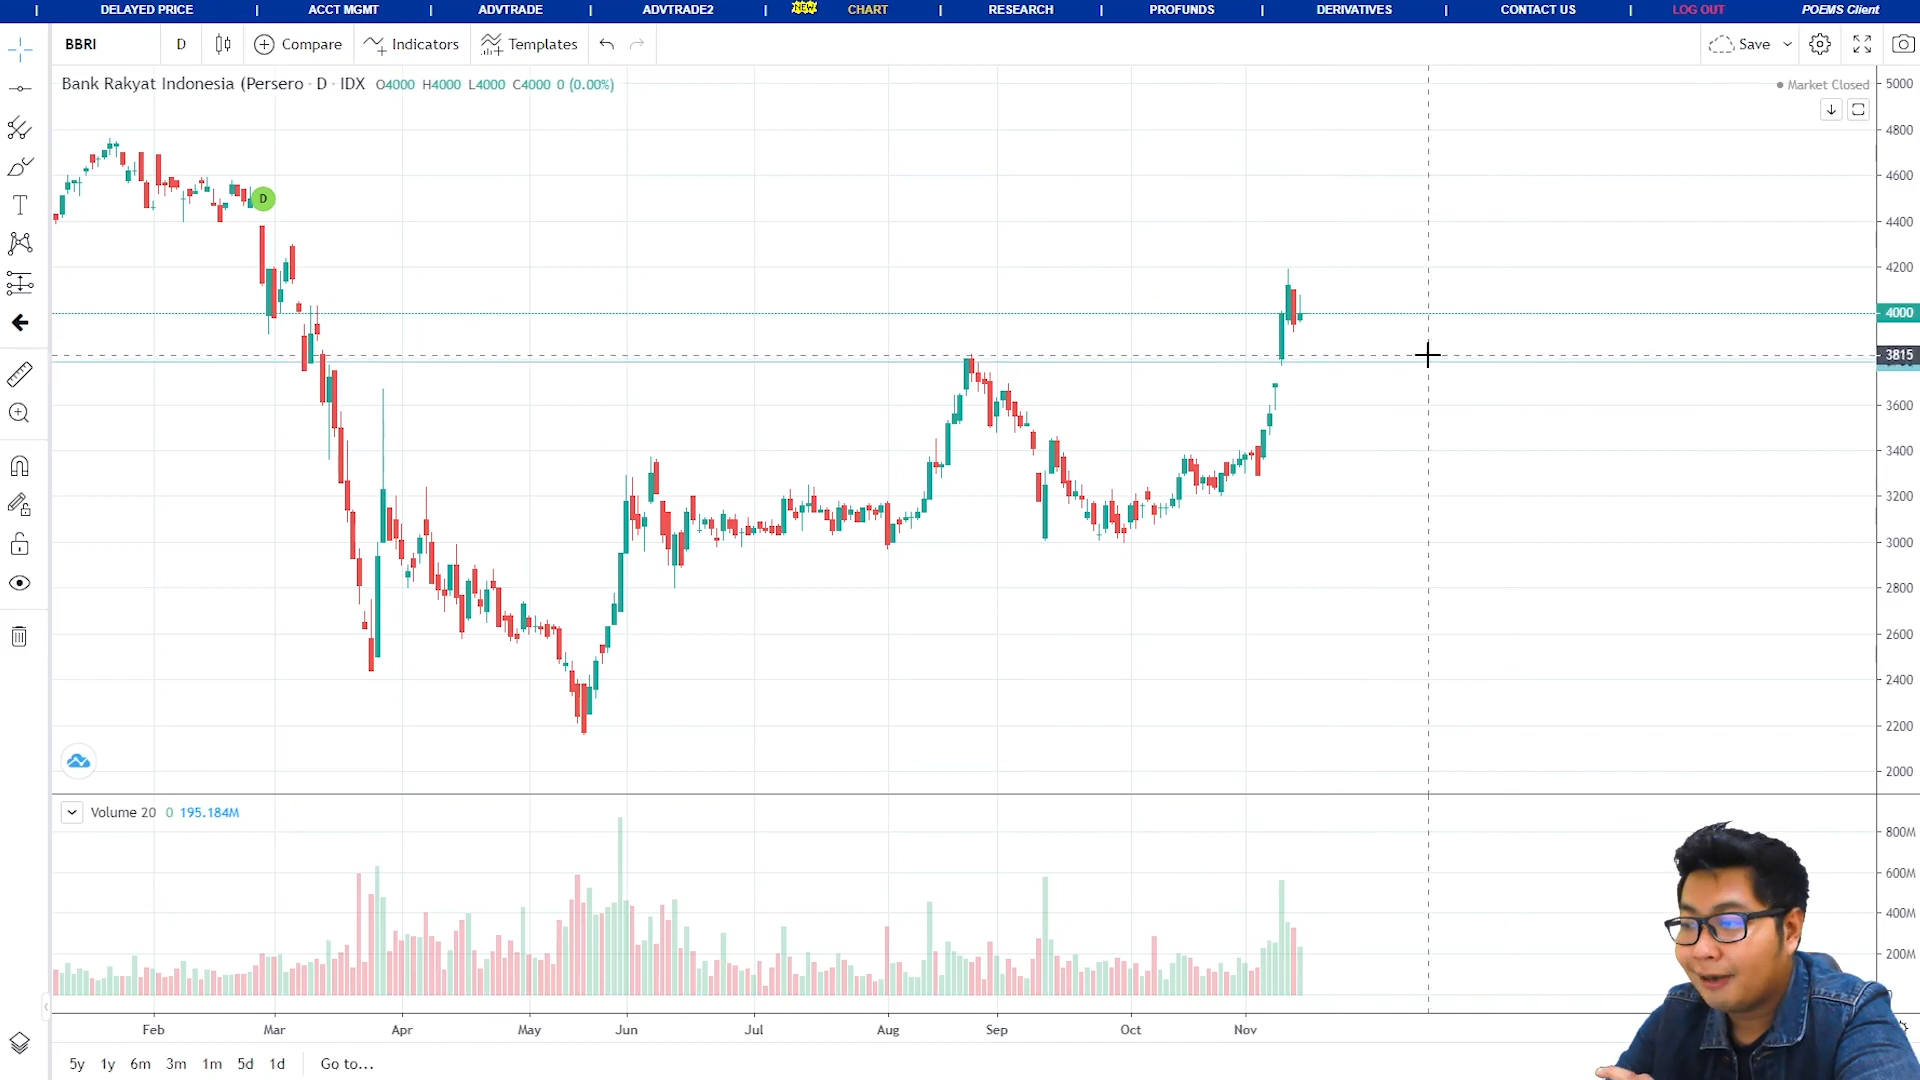 | DELAYED PRICE | ACCT MGMT | ADVTRADE | ADVTRADE2 | NEW CHART | RESEARCH | PROFUNDS | DERIVATIVES | CONTACT US | LOG OUT POEMS Client
BBRI D Compare Indicators Templates Save
Bank Rakyat Indonesia (Persero · D · IDX O4000 H4000 L4000 C4000 0 (0.00%)
Market Closed
D
5000
4800
4600
4400
4200
4000
3815
3600
3400
3200
3000
2800
2600
2400
2200
2000
Volume 20 0 195.184M
800M
600M
400M
200M
0
Feb Mar Apr May Jun Jul Aug Sep Oct Nov
5y 1y 6m 3m 1m 5d 1d Go to...